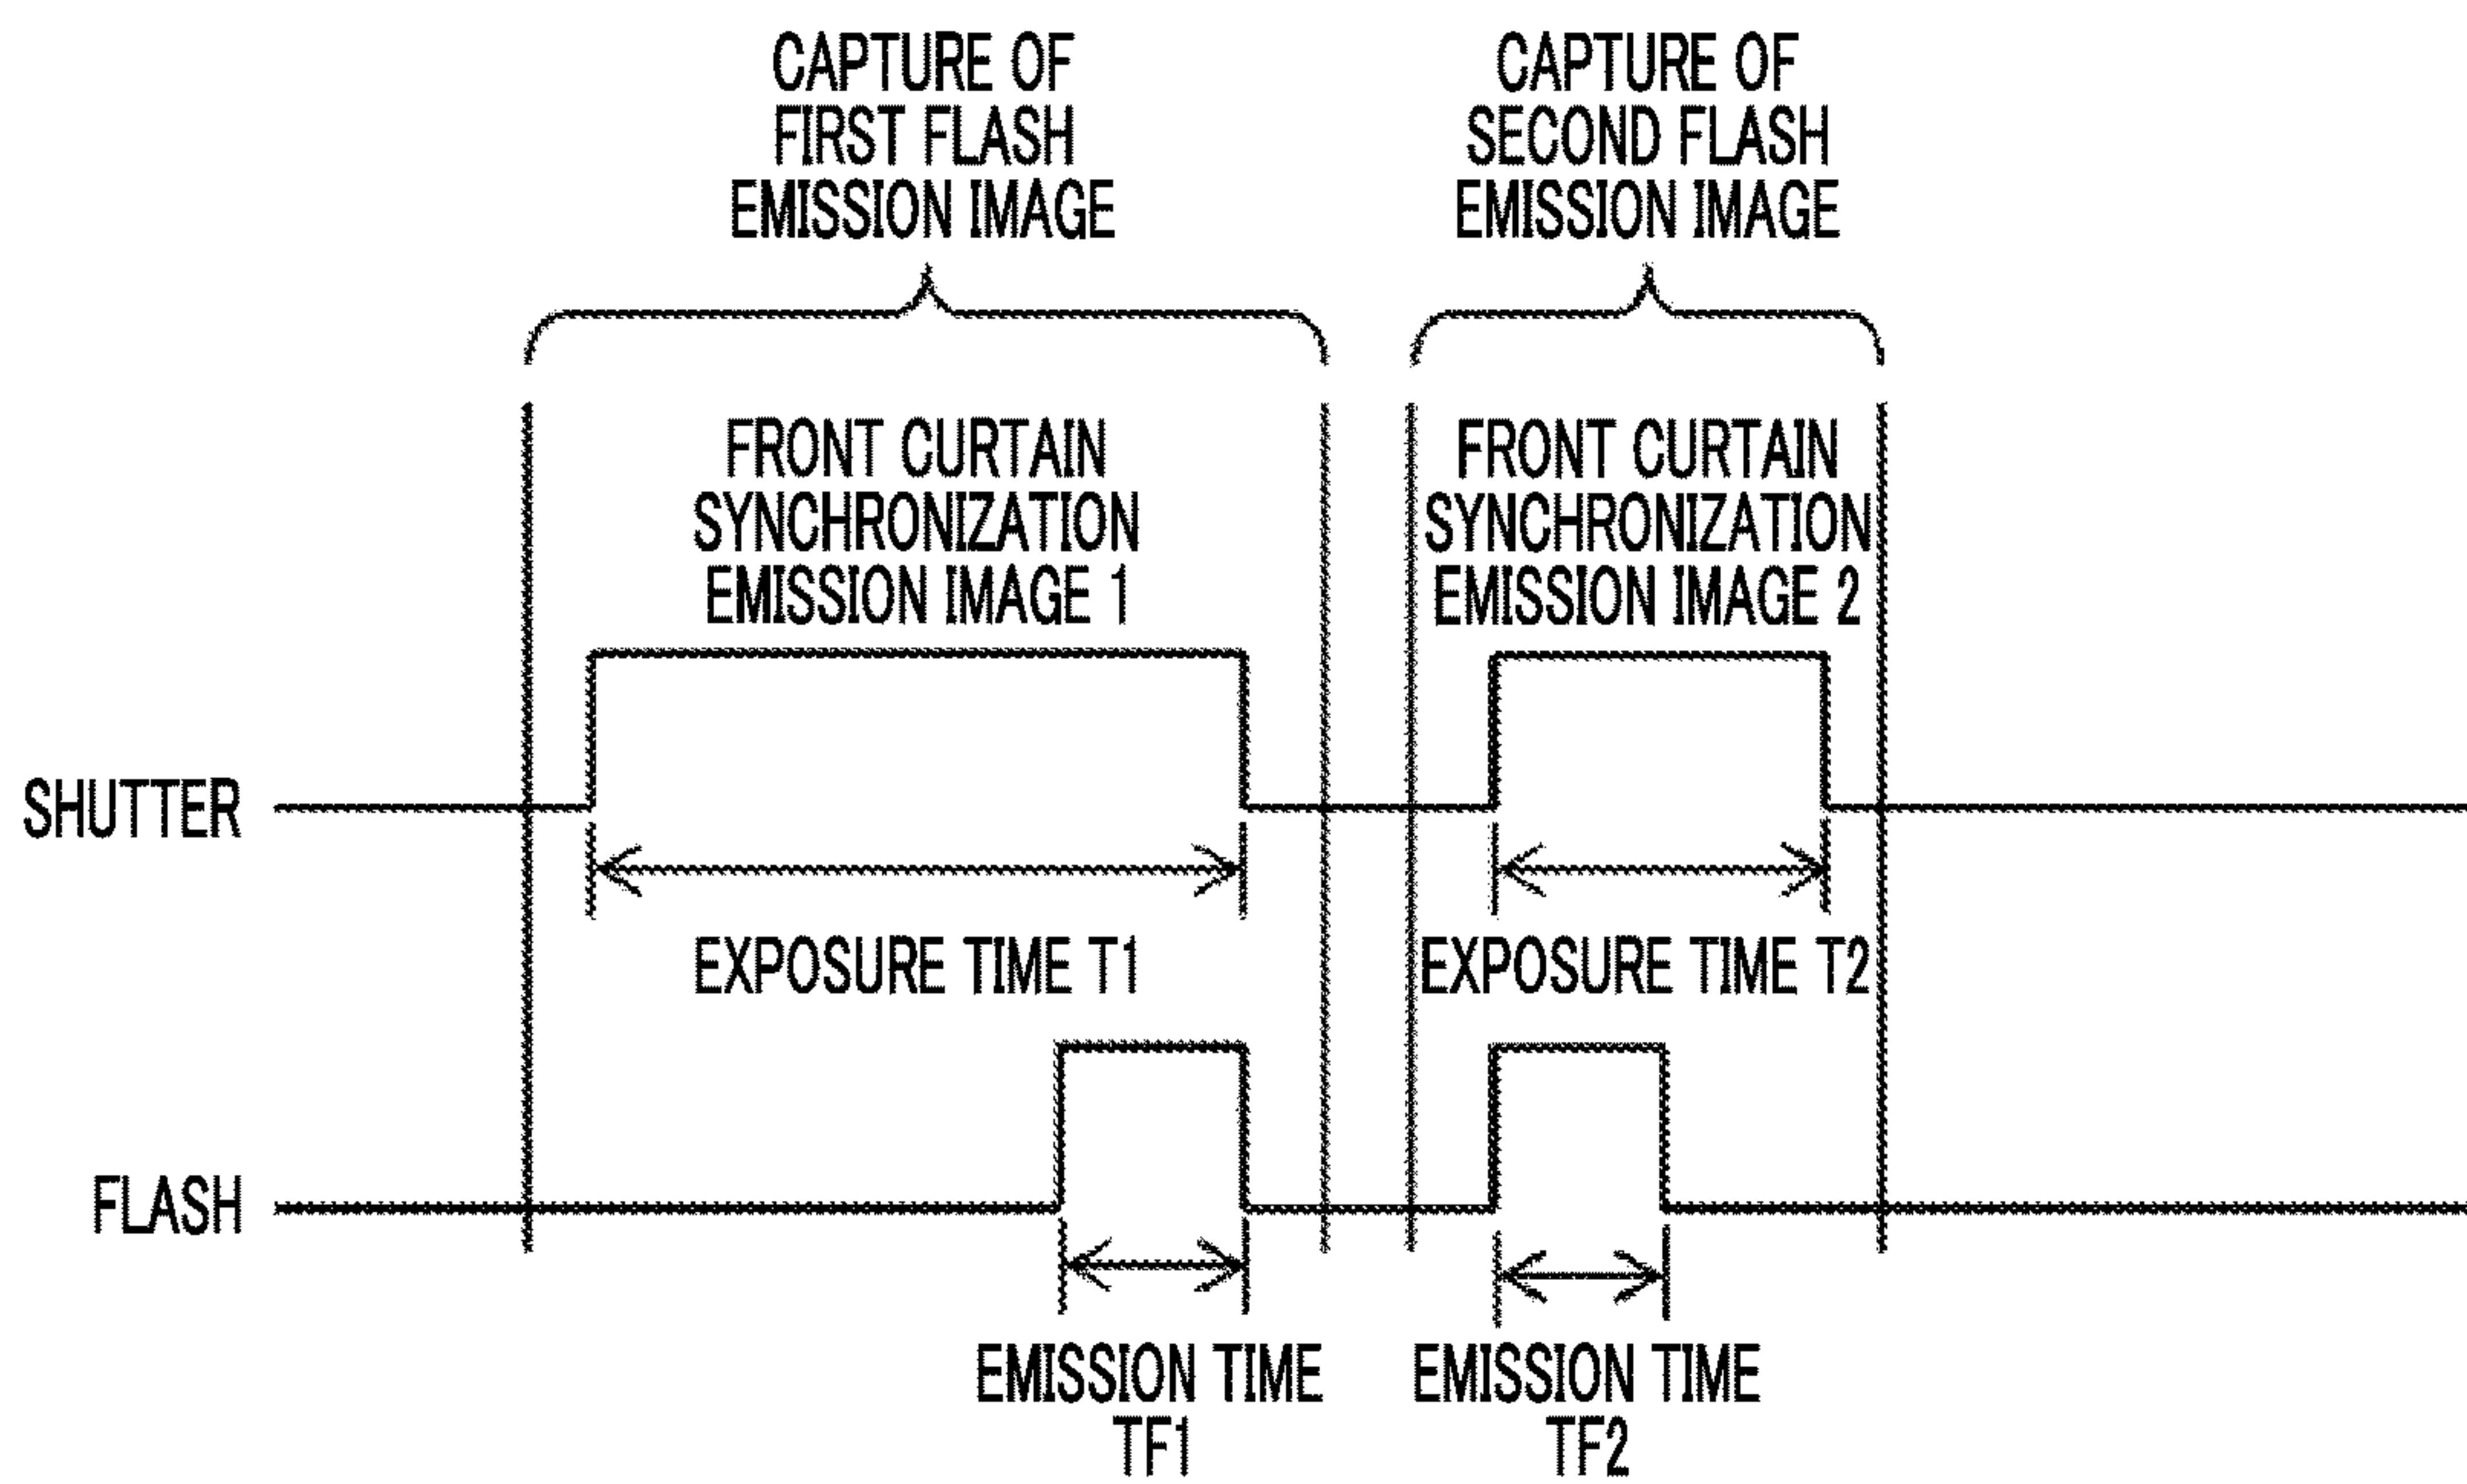 CAPTURE OF
FIRST FLASH
EMISSION IMAGE
CAPTURE OF
SECOND FLASH
EMISSION IMAGE
FRONT CURTAIN
SYNCHRONIZATION
EMISSION IMAGE 1
FRONT CURTAIN
SYNCHRONIZATION
EMISSION IMAGE 2
SHUTTER
EXPOSURE TIME T1
EXPOSURE TIME T2
FLASH
EMISSION TIME
TF1
EMISSION TIME
TF2